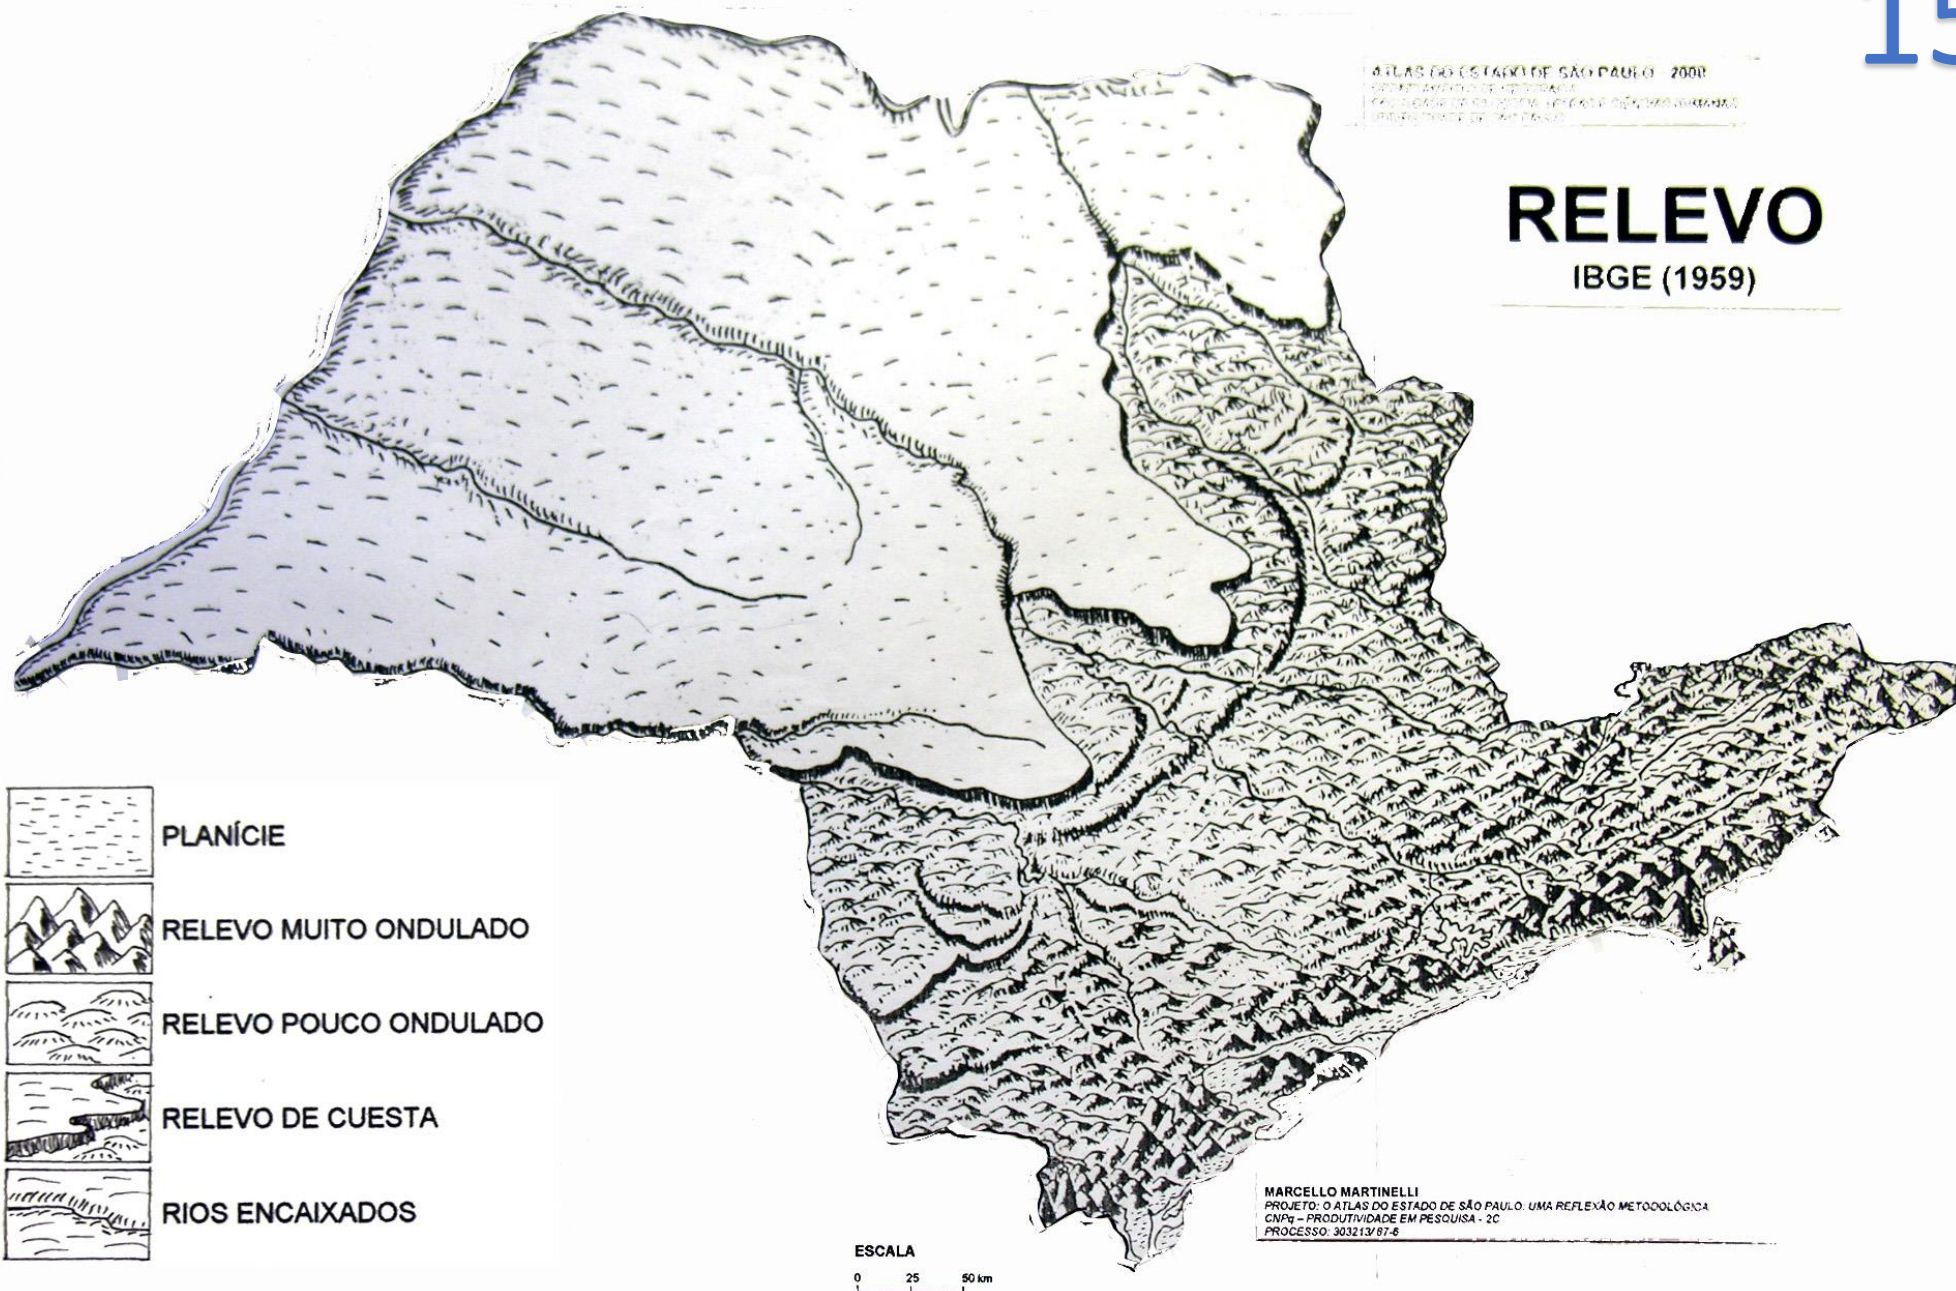 15
ATLAS DO ESTADO DE SÃO PAULO - 2000
RELEVO
IBGE (1959)
PLANÍCIE
RELEVO MUITO ONDULADO
RELEVO POUCO ONDULADO
RELEVO DE CUESTA
RIOS ENCAIXADOS
MARCELLO MARTINELLI
PROJETO: O ATLAS DO ESTADO DE SÃO PAULO: UMA REFLEXÃO METODOLÓGICA
CNPq – PRODUTIVIDADE EM PESQUISA - 2C
PROCESSO: 303213/87-6
ESCALA
0 25 50 km